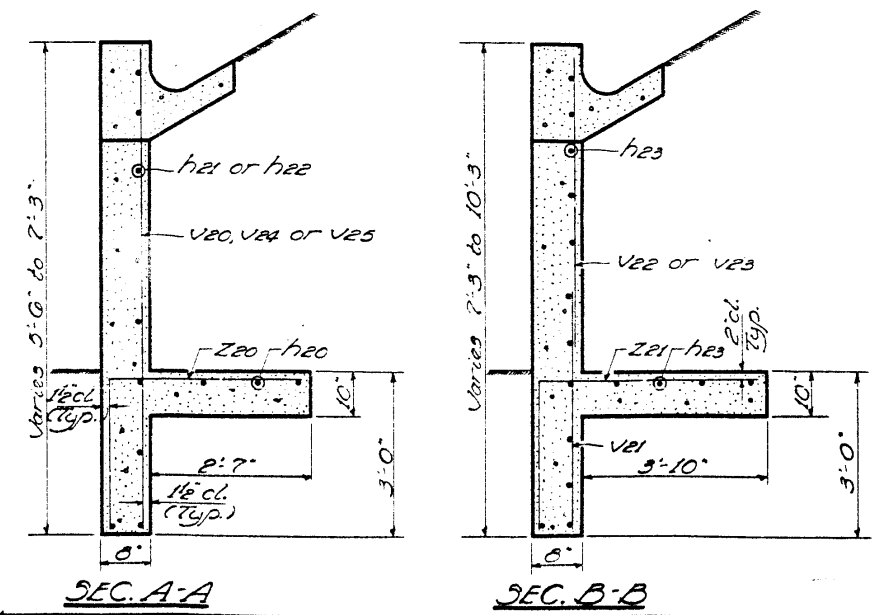 Varies 5'-6" to 7'-3"
h21 or h22
V20, V24 or V25
Z20
h20
1½" cl.
(Typ.)
10"
2'-7"
3'-0"
1½" cl.
(Typ.)
8"
SEC. A-A
Varies 7'-3" to 10'-3"
h23
V22 or V23
2" cl.
Typ.
Z21
h23
10"
V21
3'-10"
3'-0"
8"
SEC. B-B